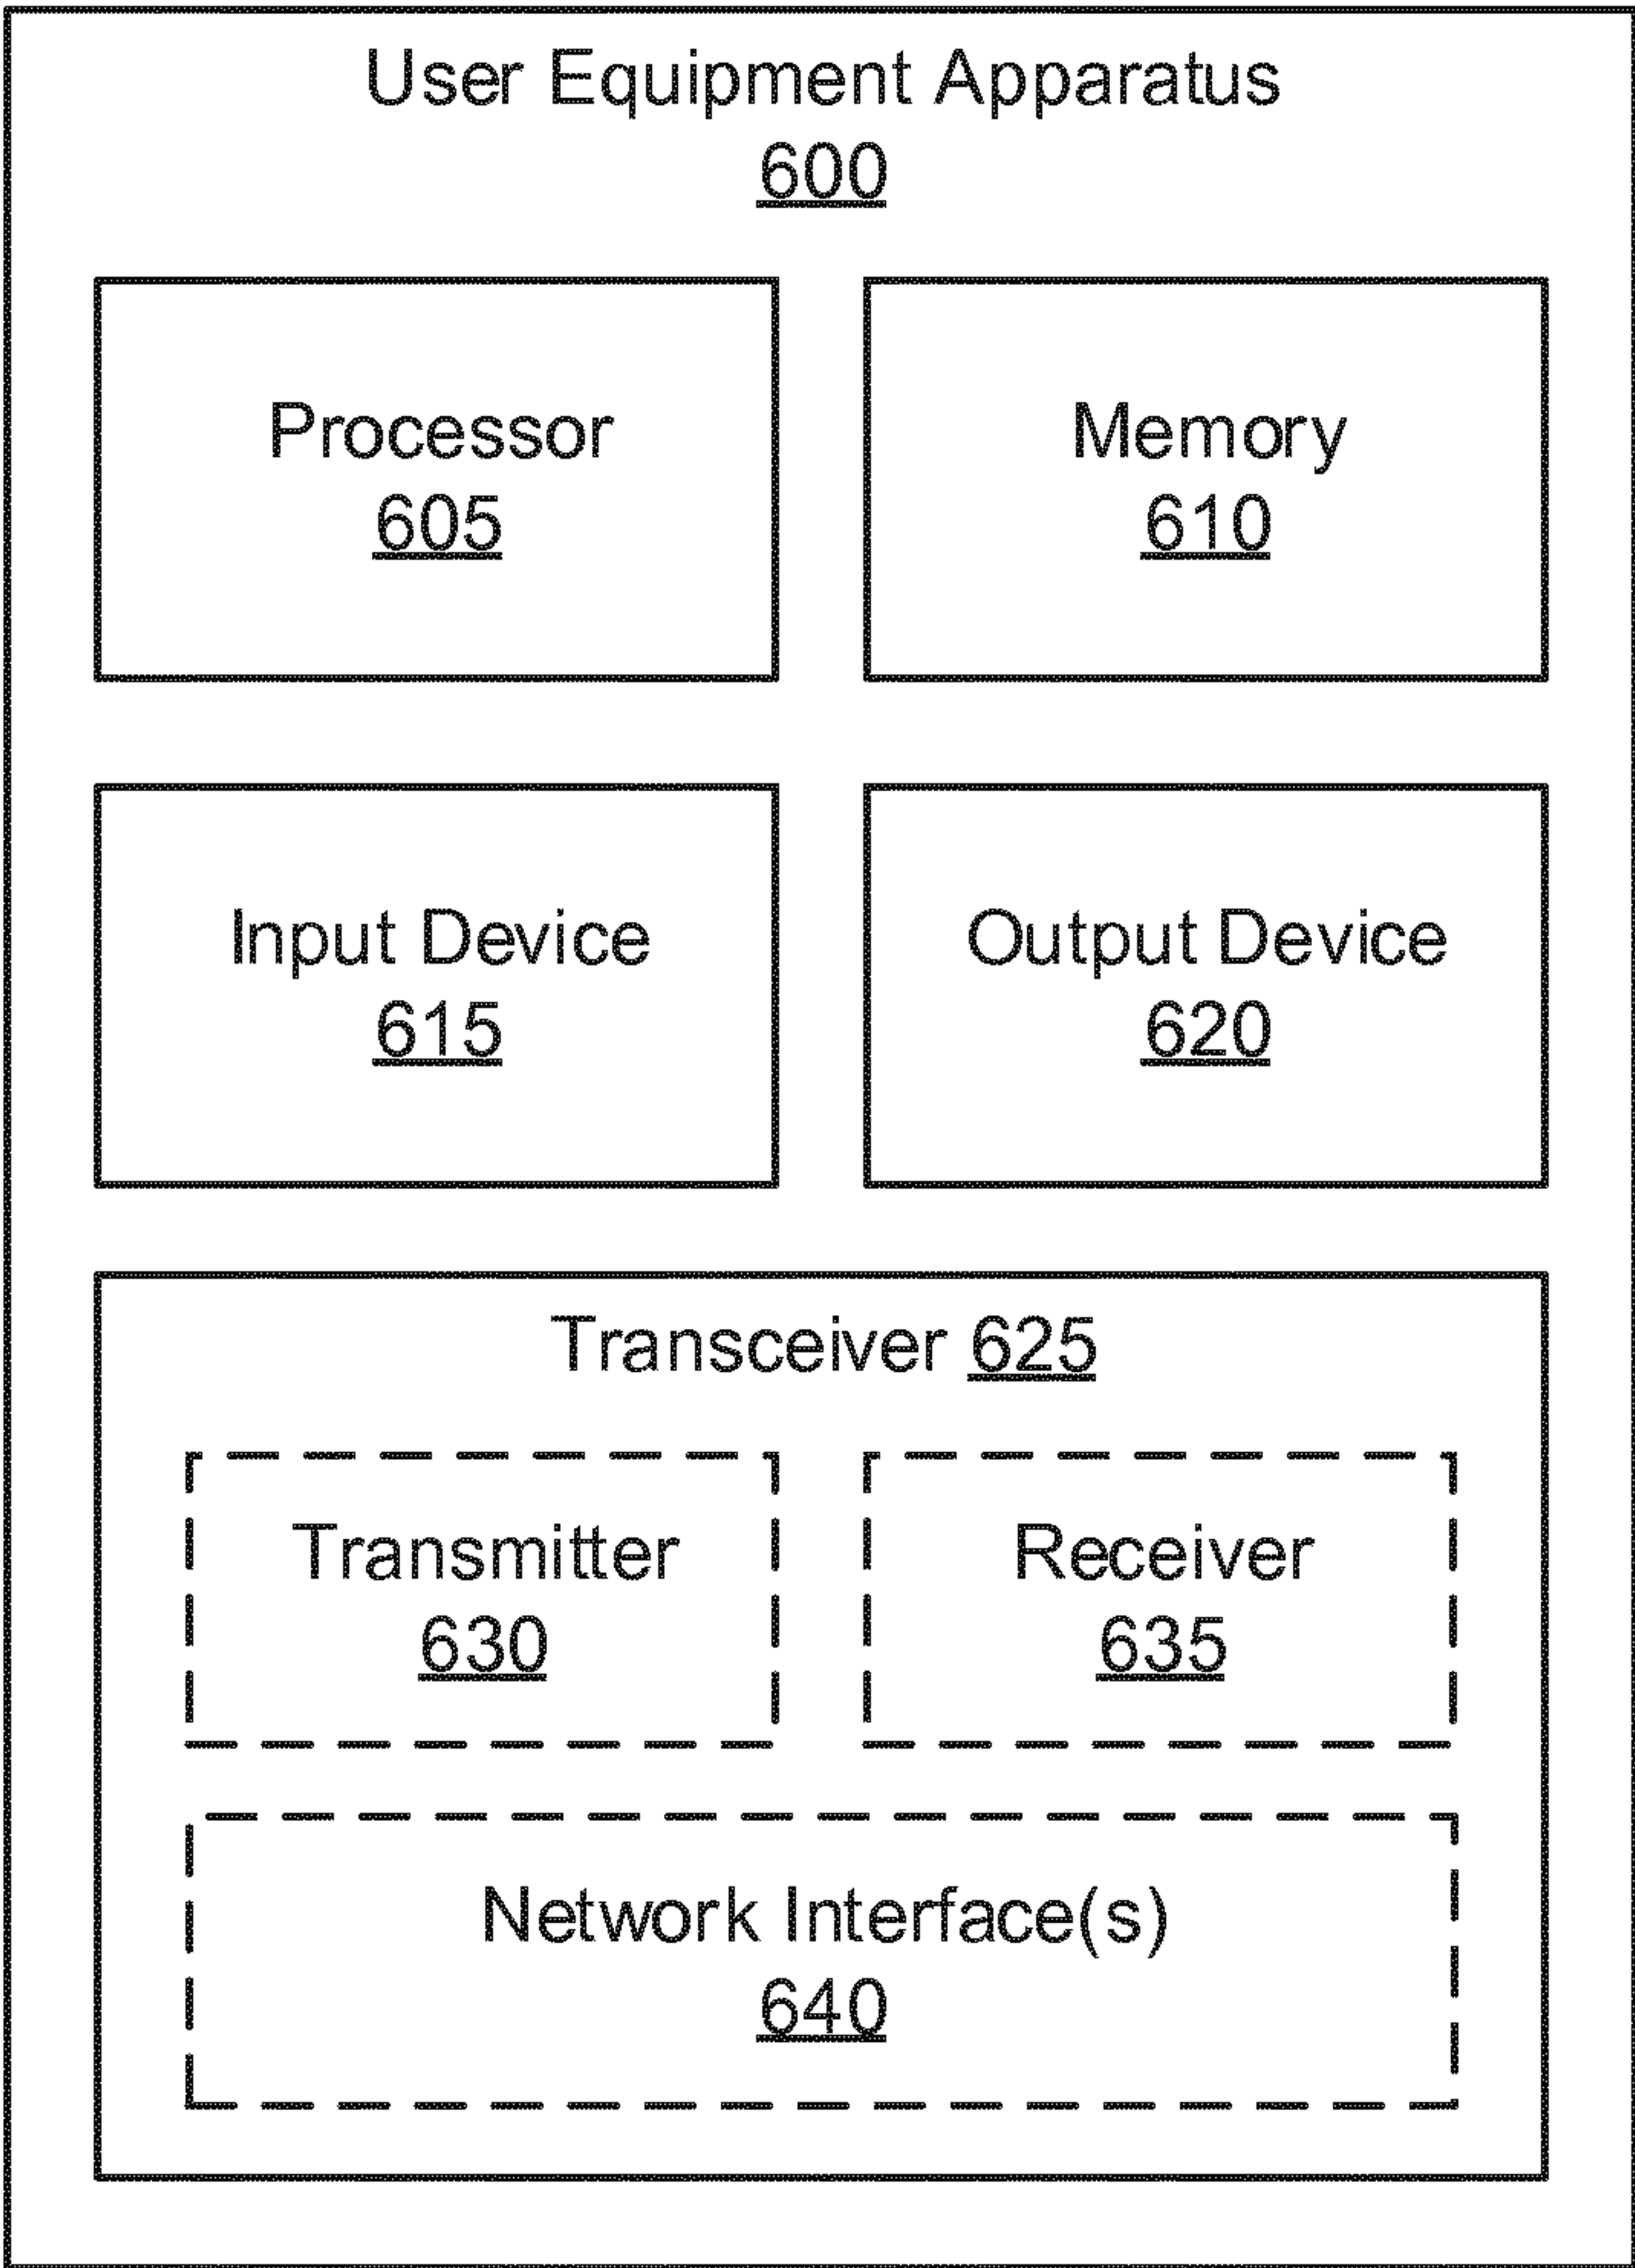 User Equipment Apparatus
600
Processor
605
Memory
610
Input Device
615
Output Device
620
Transceiver 625
Transmitter
630
Receiver
635
Network Interface(s)
640